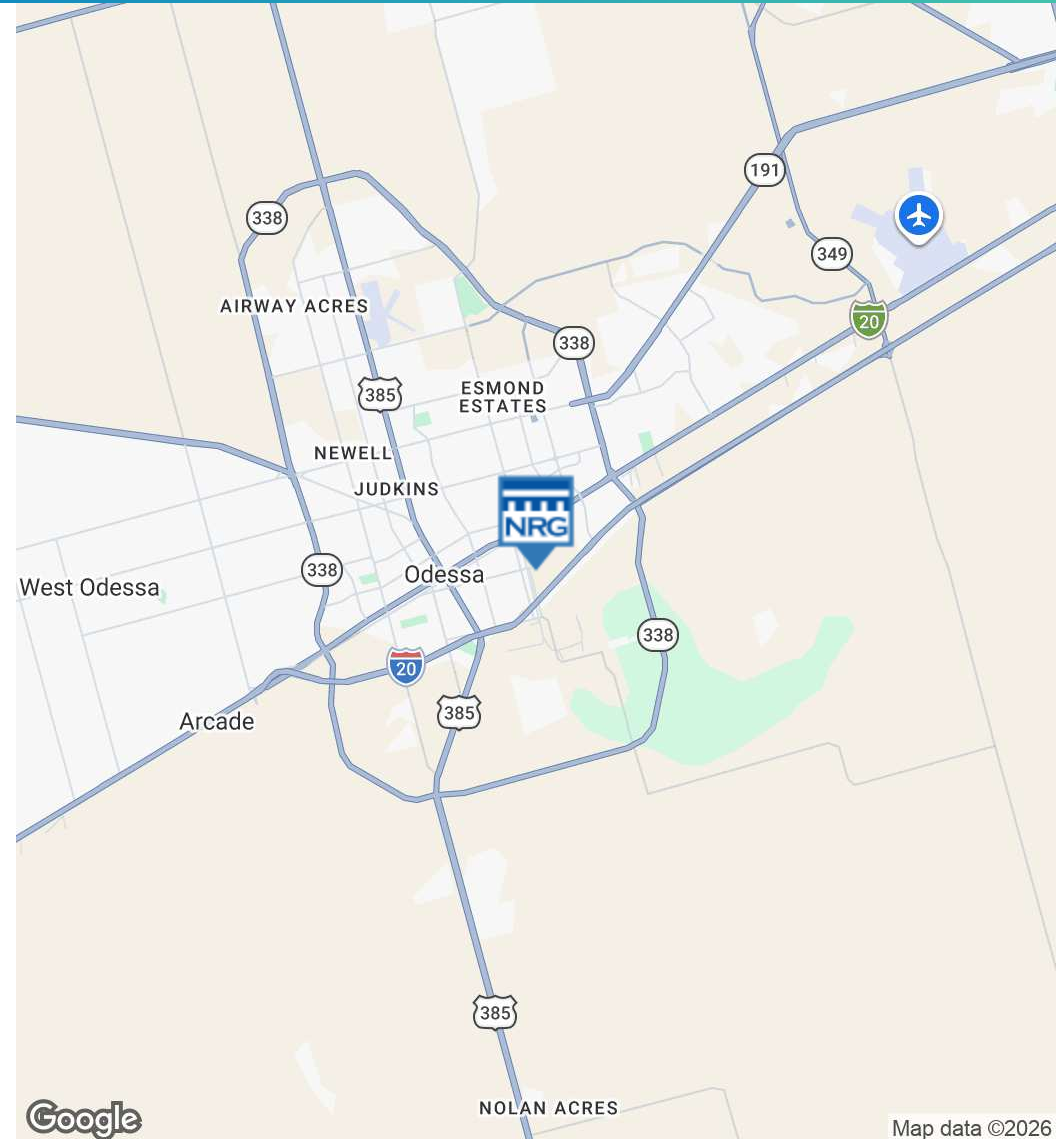 191
338
349
AIRWAY ACRES
20
338
385
ESMOND
ESTATES
NEWELL
JUDKINS
NRG
338
Odessa
West Odessa
338
20
385
Arcade
385
NOLAN ACRES
Google
Map data ©2026